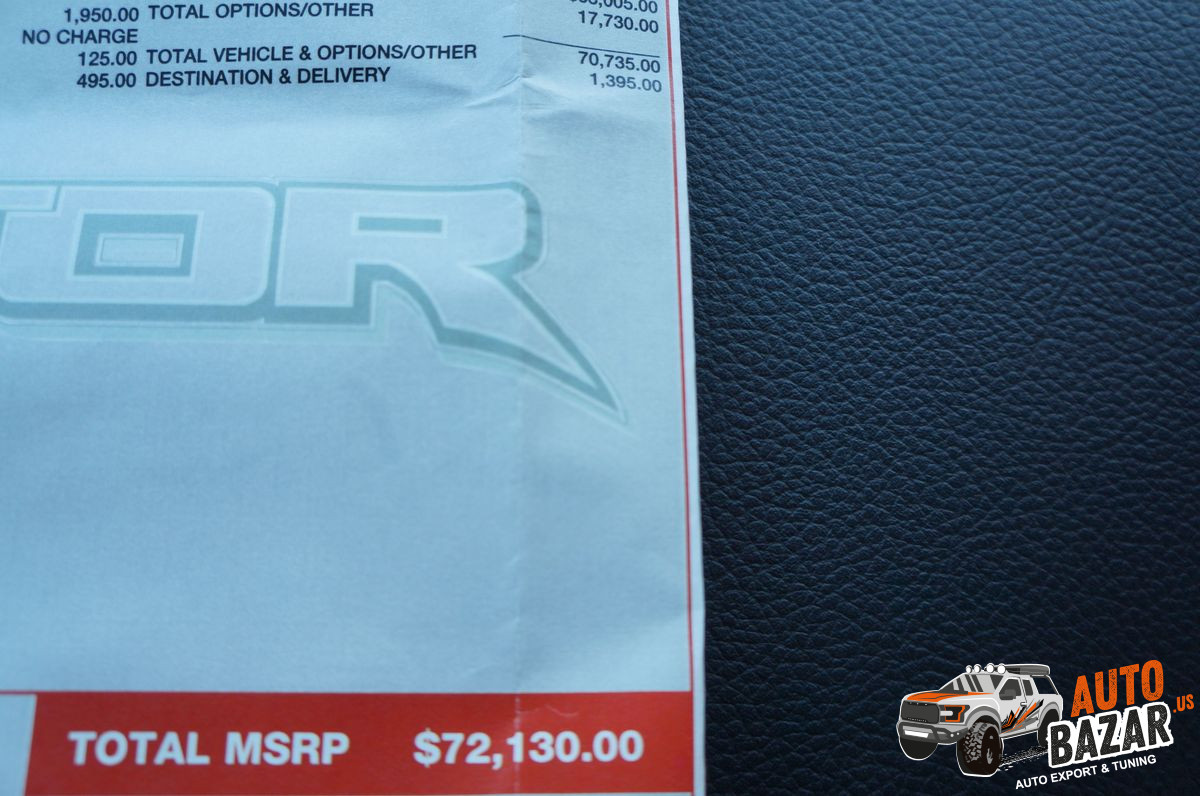 1,950.00 TOTAL OPTIONS/OTHER 17,730.00
NO CHARGE
125.00 TOTAL VEHICLE & OPTIONS/OTHER 70,735.00
495.00 DESTINATION & DELIVERY 1,395.00
TOR
TOTAL MSRP $72,130.00
AUTO
BAZAR.US
AUTO EXPORT & TUNING